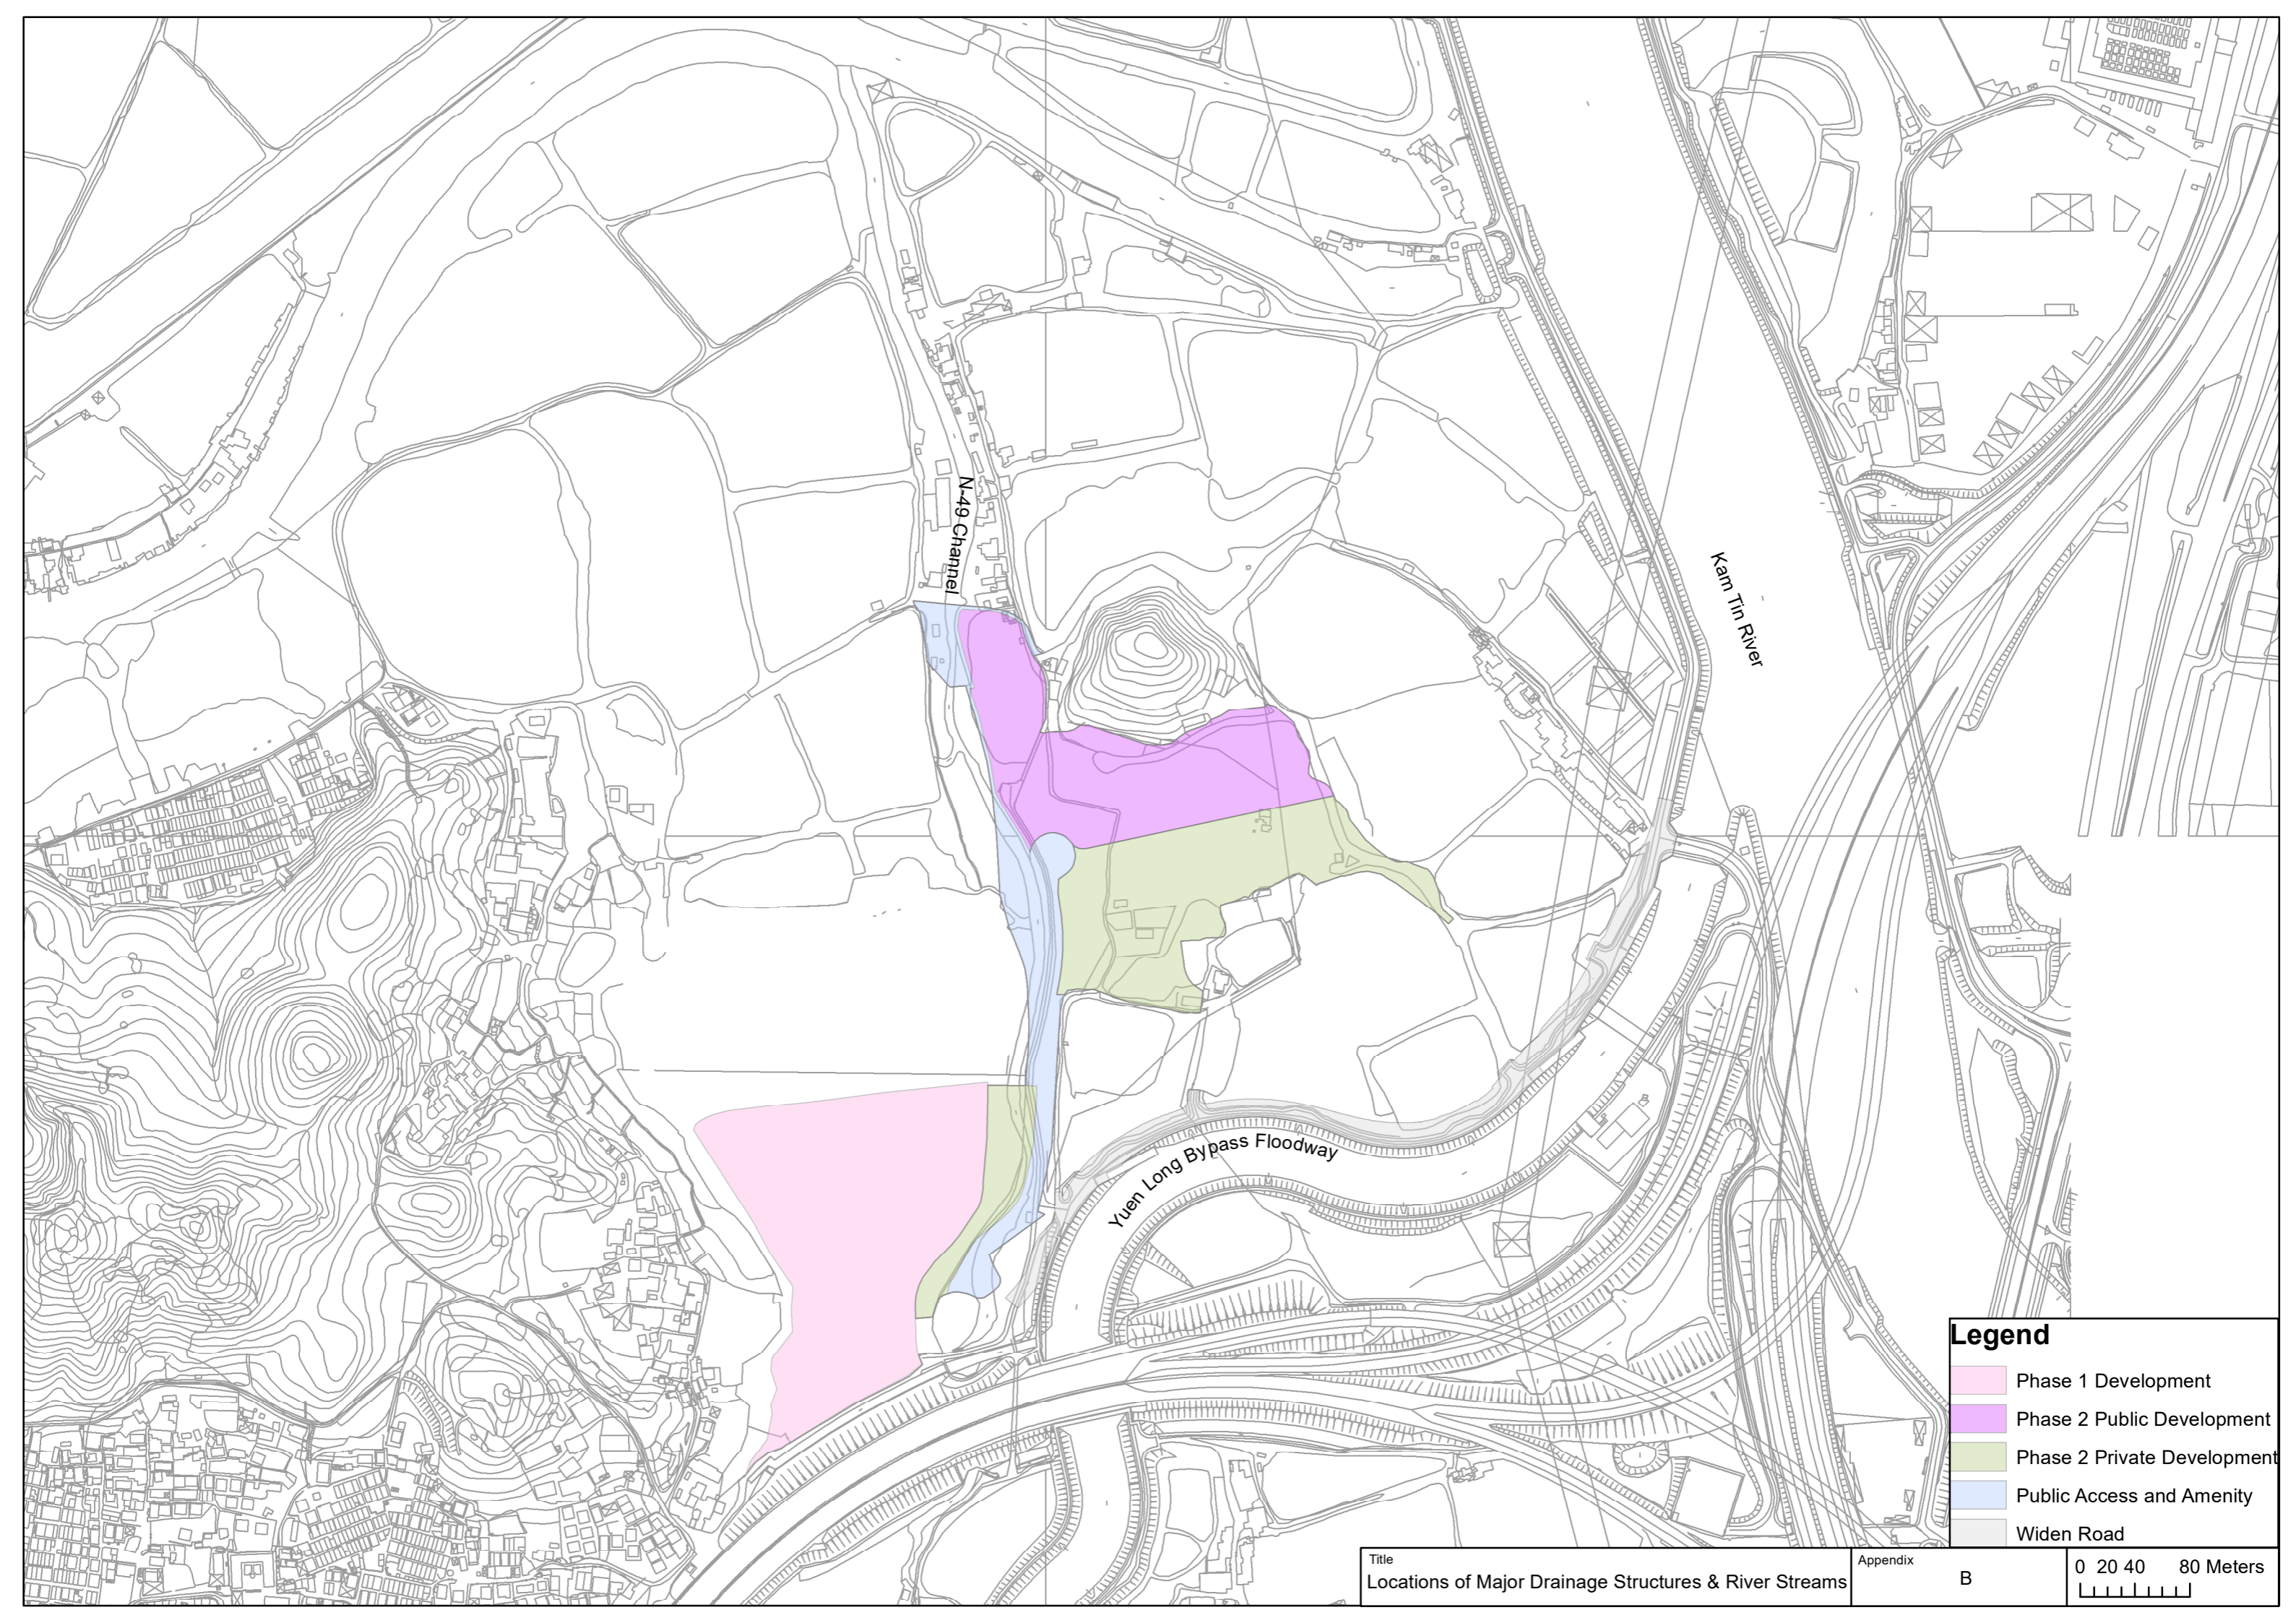 N-49 Channel
Kam Tin River
Yuen Long Bypass Floodway
Legend
Phase 1 Development
Phase 2 Public Development
Phase 2 Private Development
Public Access and Amenity
Widen Road
Title
Locations of Major Drainage Structures & River Streams
Appendix
B
0 20 40 80 Meters